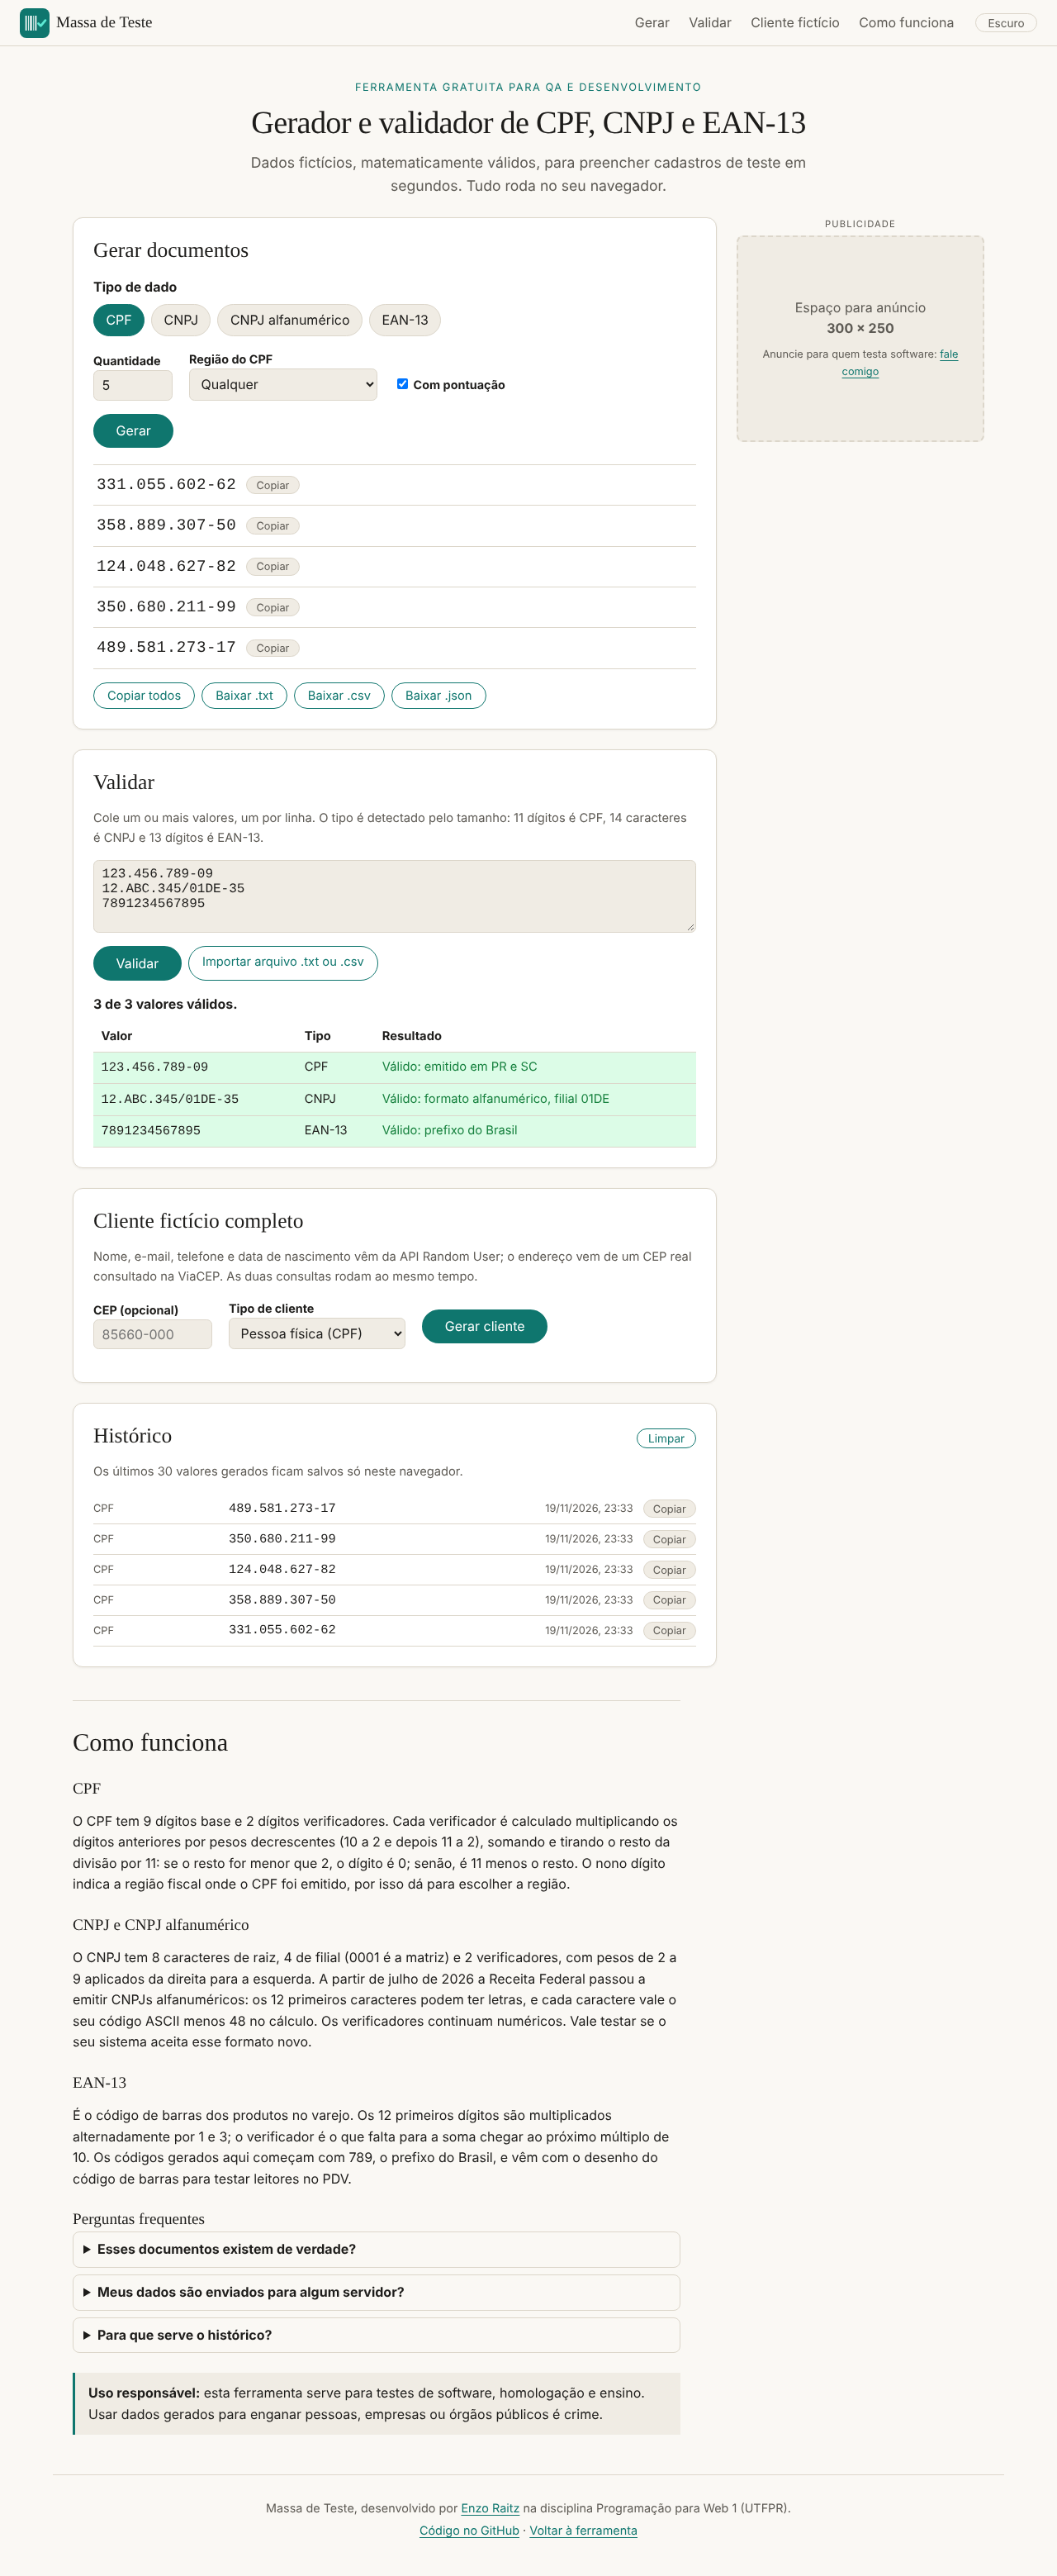 Massa de Teste
Gerar Validar Cliente fictício Como funciona Escuro
FERRAMENTA GRATUITA PARA QA E DESENVOLVIMENTO
Gerador e validador de CPF, CNPJ e EAN-13
Dados fictícios, matematicamente válidos, para preencher cadastros de teste em
segundos. Tudo roda no seu navegador.
Gerar documentos
Tipo de dado
CPF CNPJ CNPJ alfanumérico EAN-13
Quantidade Região do CPF
5 Qualquer Com pontuação
Gerar
331.055.602-62 Copiar
358.889.307-50 Copiar
124.048.627-82 Copiar
350.680.211-99 Copiar
489.581.273-17 Copiar
Copiar todos Baixar .txt Baixar .csv Baixar .json
PUBLICIDADE
Espaço para anúncio
300 × 250
Anuncie para quem testa software: fale
comigo
Validar
Cole um ou mais valores, um por linha. O tipo é detectado pelo tamanho: 11 dígitos é CPF, 14 caracteres
é CNPJ e 13 dígitos é EAN-13.
123.456.789-09
12.ABC.345/01DE-35
7891234567895
Validar Importar arquivo .txt ou .csv
3 de 3 valores válidos.
Valor Tipo Resultado
123.456.789-09 CPF Válido: emitido em PR e SC
12.ABC.345/01DE-35 CNPJ Válido: formato alfanumérico, filial 01DE
7891234567895 EAN-13 Válido: prefixo do Brasil
Cliente fictício completo
Nome, e-mail, telefone e data de nascimento vêm da API Random User; o endereço vem de um CEP real
consultado na ViaCEP. As duas consultas rodam ao mesmo tempo.
CEP (opcional) Tipo de cliente
85660-000 Pessoa física (CPF) Gerar cliente
Histórico Limpar
Os últimos 30 valores gerados ficam salvos só neste navegador.
CPF 489.581.273-17 19/11/2026, 23:33 Copiar
CPF 350.680.211-99 19/11/2026, 23:33 Copiar
CPF 124.048.627-82 19/11/2026, 23:33 Copiar
CPF 358.889.307-50 19/11/2026, 23:33 Copiar
CPF 331.055.602-62 19/11/2026, 23:33 Copiar
Como funciona
CPF
O CPF tem 9 dígitos base e 2 dígitos verificadores. Cada verificador é calculado multiplicando os
dígitos anteriores por pesos decrescentes (10 a 2 e depois 11 a 2), somando e tirando o resto da
divisão por 11: se o resto for menor que 2, o dígito é 0; senão, é 11 menos o resto. O nono dígito
indica a região fiscal onde o CPF foi emitido, por isso dá para escolher a região.
CNPJ e CNPJ alfanumérico
O CNPJ tem 8 caracteres de raiz, 4 de filial (0001 é a matriz) e 2 verificadores, com pesos de 2 a
9 aplicados da direita para a esquerda. A partir de julho de 2026 a Receita Federal passou a
emitir CNPJs alfanuméricos: os 12 primeiros caracteres podem ter letras, e cada caractere vale o
seu código ASCII menos 48 no cálculo. Os verificadores continuam numéricos. Vale testar se o
seu sistema aceita esse formato novo.
EAN-13
É o código de barras dos produtos no varejo. Os 12 primeiros dígitos são multiplicados
alternadamente por 1 e 3; o verificador é o que falta para a soma chegar ao próximo múltiplo de
10. Os códigos gerados aqui começam com 789, o prefixo do Brasil, e vêm com o desenho do
código de barras para testar leitores no PDV.
Perguntas frequentes
Esses documentos existem de verdade?
Meus dados são enviados para algum servidor?
Para que serve o histórico?
Uso responsável: esta ferramenta serve para testes de software, homologação e ensino.
Usar dados gerados para enganar pessoas, empresas ou órgãos públicos é crime.
Massa de Teste, desenvolvido por Enzo Raitz na disciplina Programação para Web 1 (UTFPR).
Código no GitHub · Voltar à ferramenta